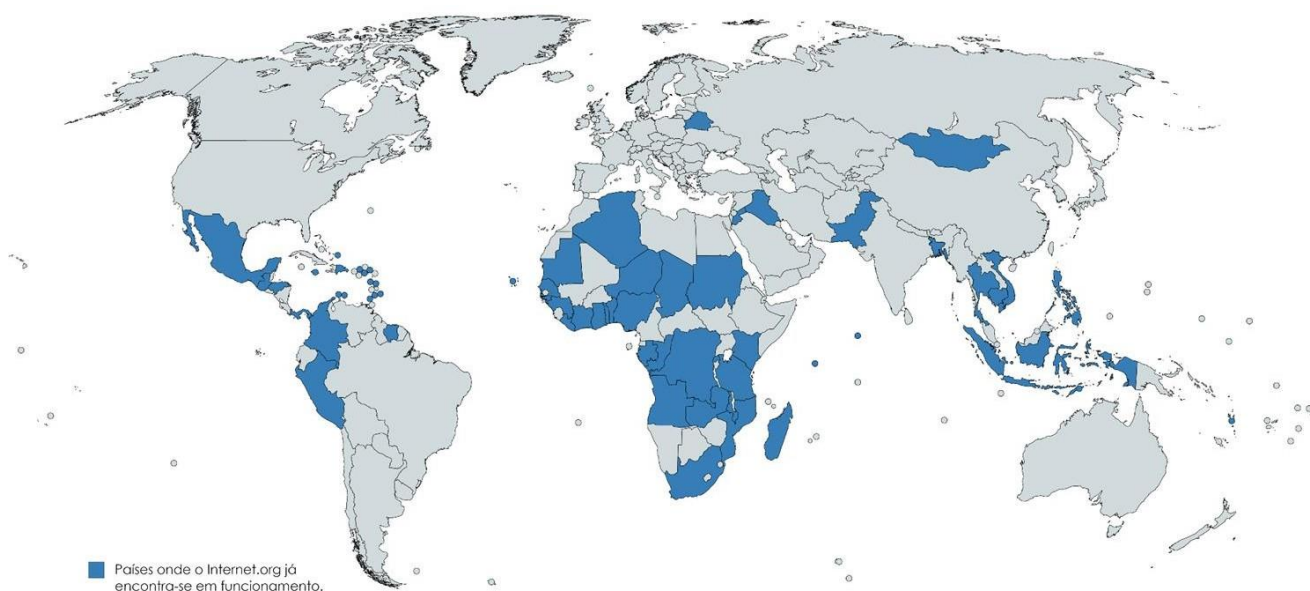 Países onde o Internet.org já
encontra-se em funcionamento.